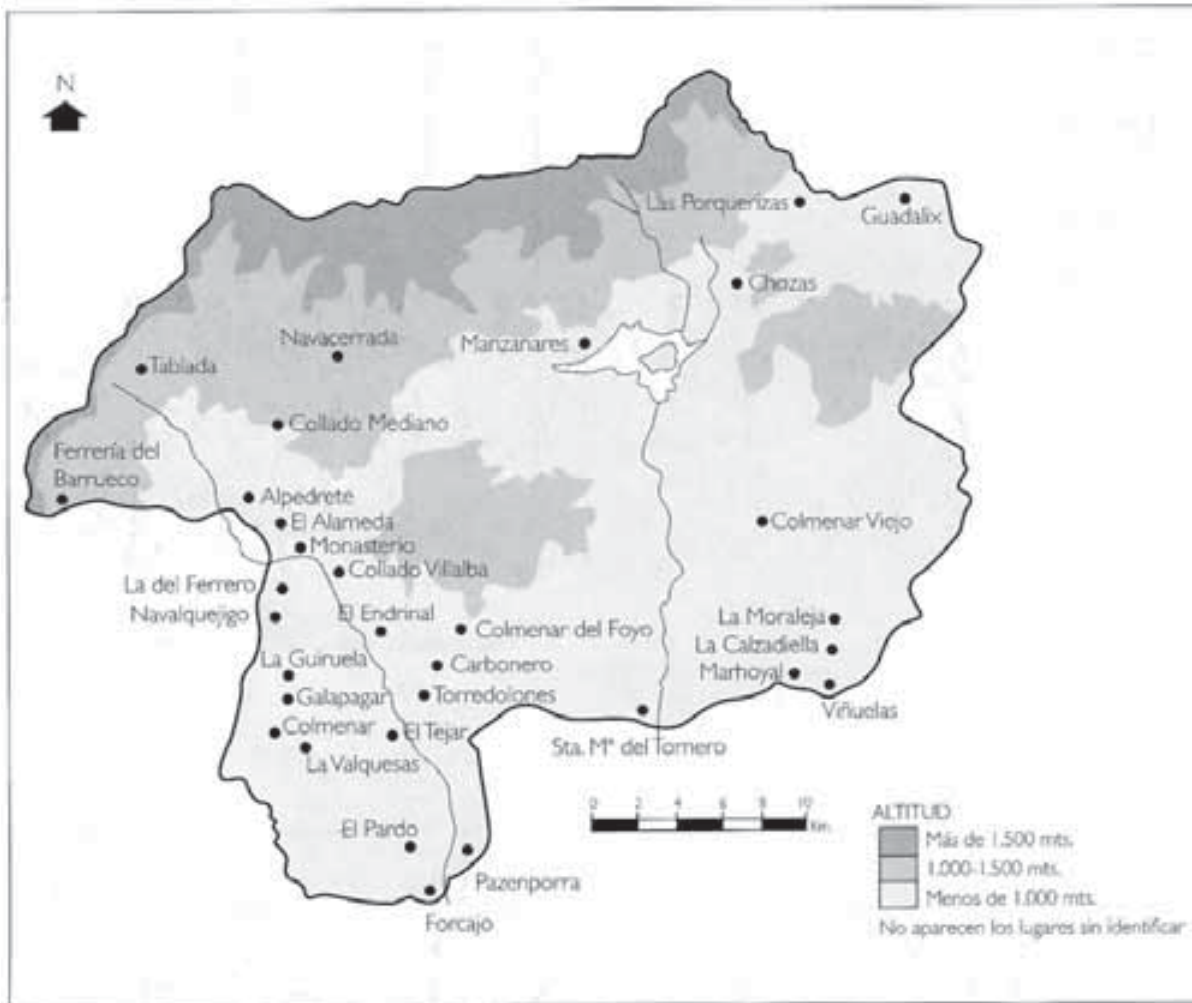 N
Las Porquerizas
Guadalix
Chozas
Navacerrada
Manzanares
Tablada
Collado Mediano
Ferrería del
Barrueco
Alpedrete
El Alameda
Colmenar Viejo
Monasterio
Collado Villalba
La del Ferrero
Navalquejigo
El Endrinal
Colmenar del Foyo
La Moraleja
La Calzadiella
La Guiruela
Carbonero
Marhoyal
Galapagar
Torredolones
Viñuelas
Colmenar
El Tejar
Sta. Mª del Tornero
La Valquesas
0 2 4 6 8 10
Km.
El Pardo
Pazenporra
Forcajo
ALTITUD
Más de 1.500 mts.
1.000-1.500 mts.
Menos de 1.000 mts.
No aparecen los lugares sin identificar